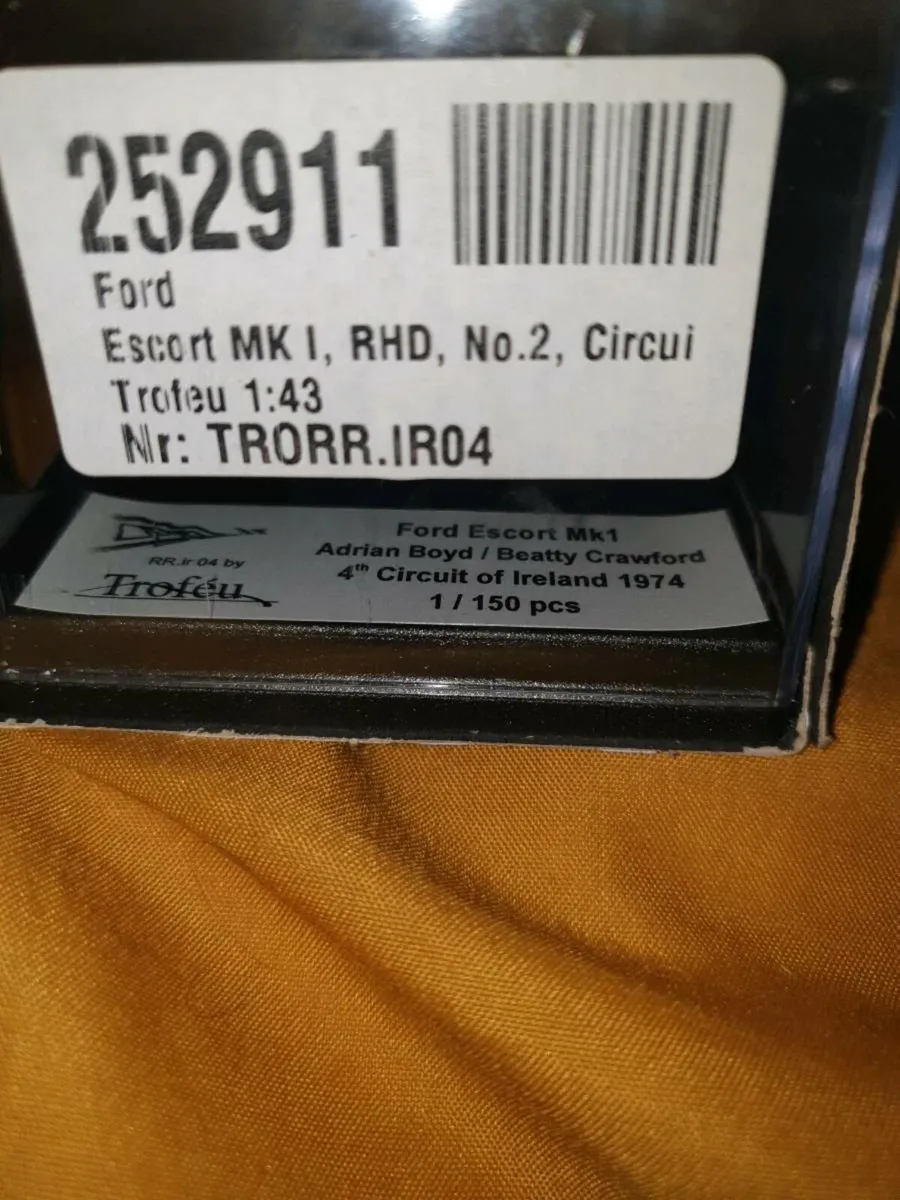 252911
Ford
Escort MK I, RHD, No.2, Circui
Trofeu 1:43
Nr: TRORR.IR04
RR.ir 04 by
Trofeu
Ford Escort Mk1
Adrian Boyd / Beatty Crawford
4th Circuit of Ireland 1974
1 / 150 pcs